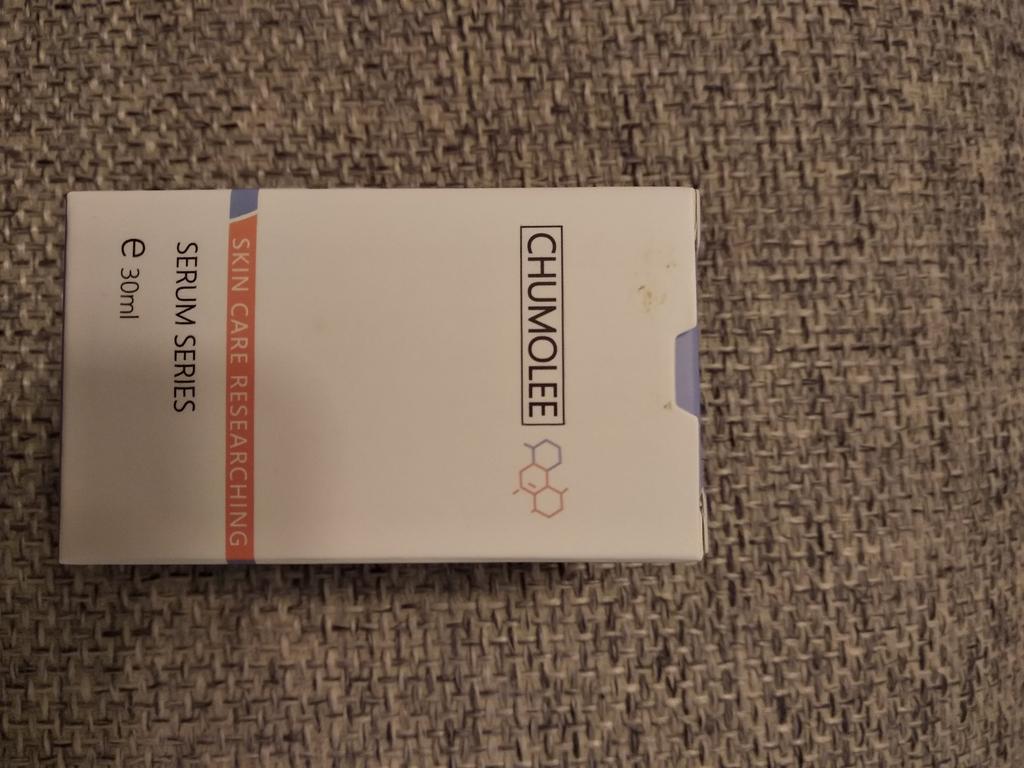 CHUMOLEE
SKIN CARE RESEARCHING
SERUM SERIES
e 30ml